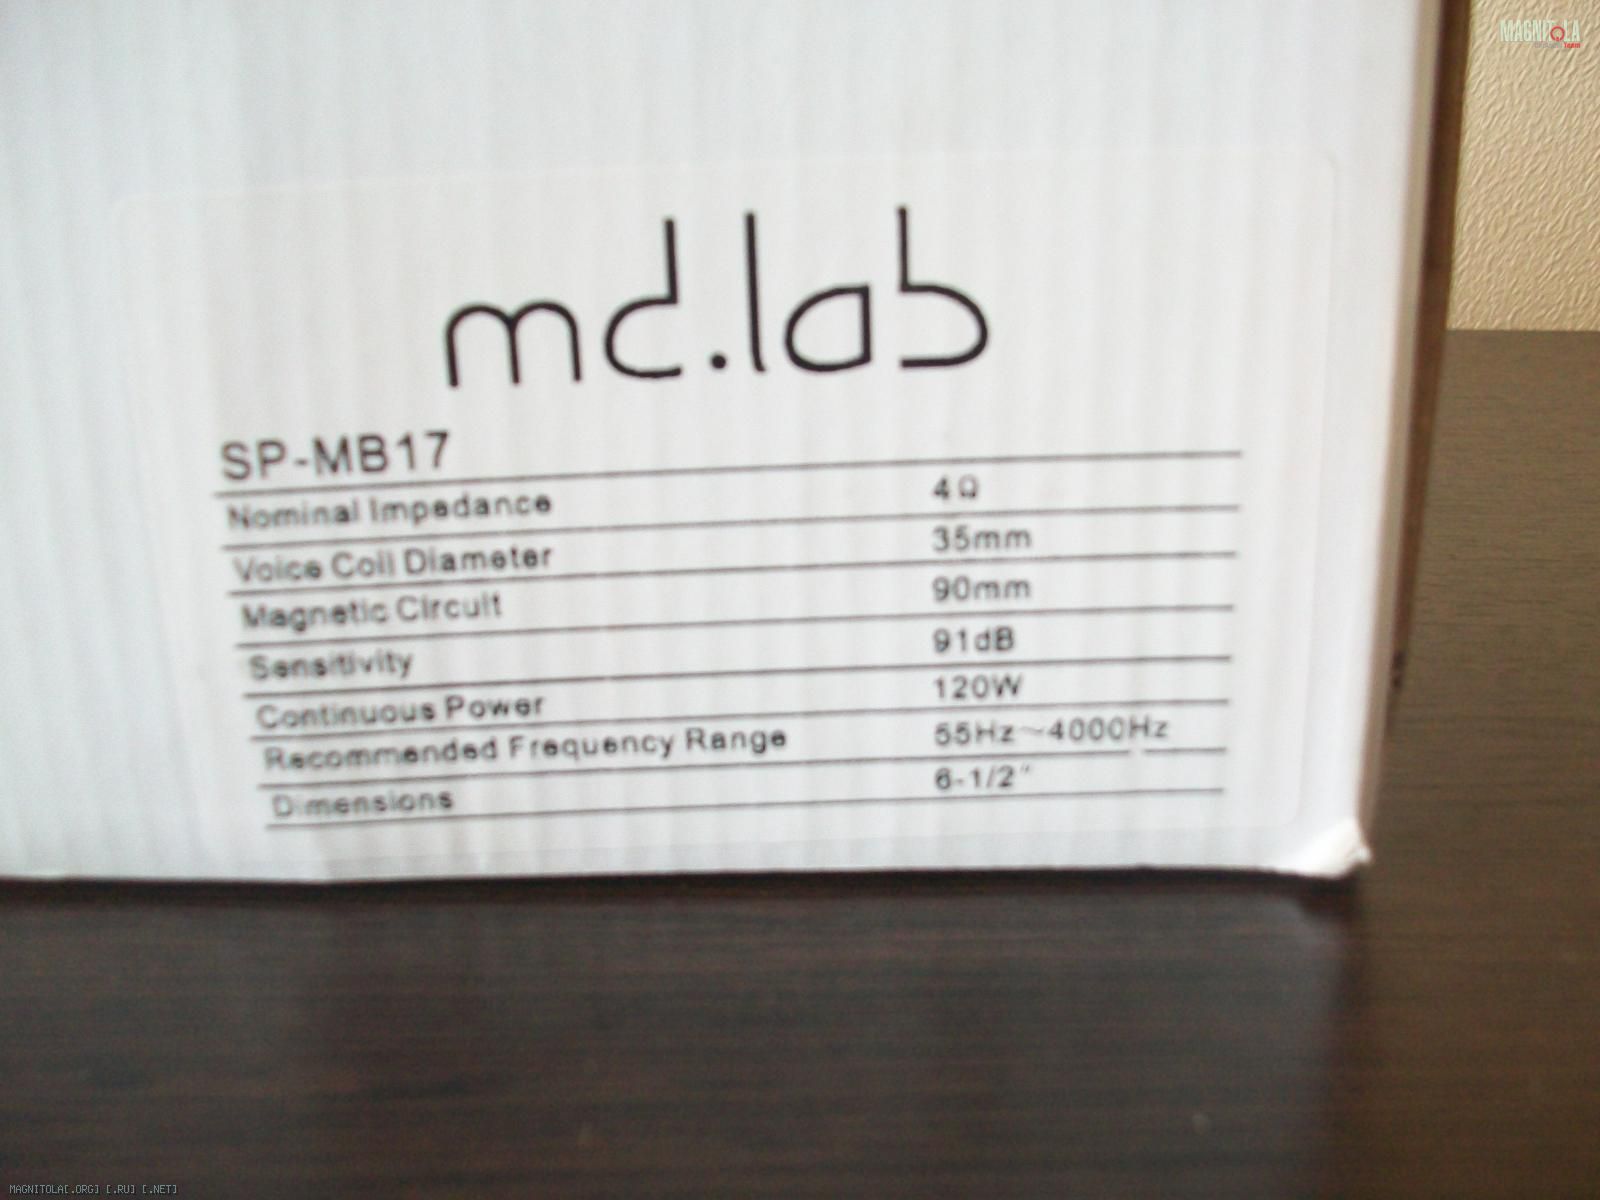 MAGNITOLA
md.lab
SP-MB17
Nominal Impedance 4Ω
Voice Coil Diameter 35mm
Magnetic Circuit 90mm
Sensitivity 91dB
Continuous Power 120W
Recommended Frequency Range 55Hz~4000Hz
Dimensions 6-1/2"
MAGNITOLA[.ORG] [.RU] [.NET]